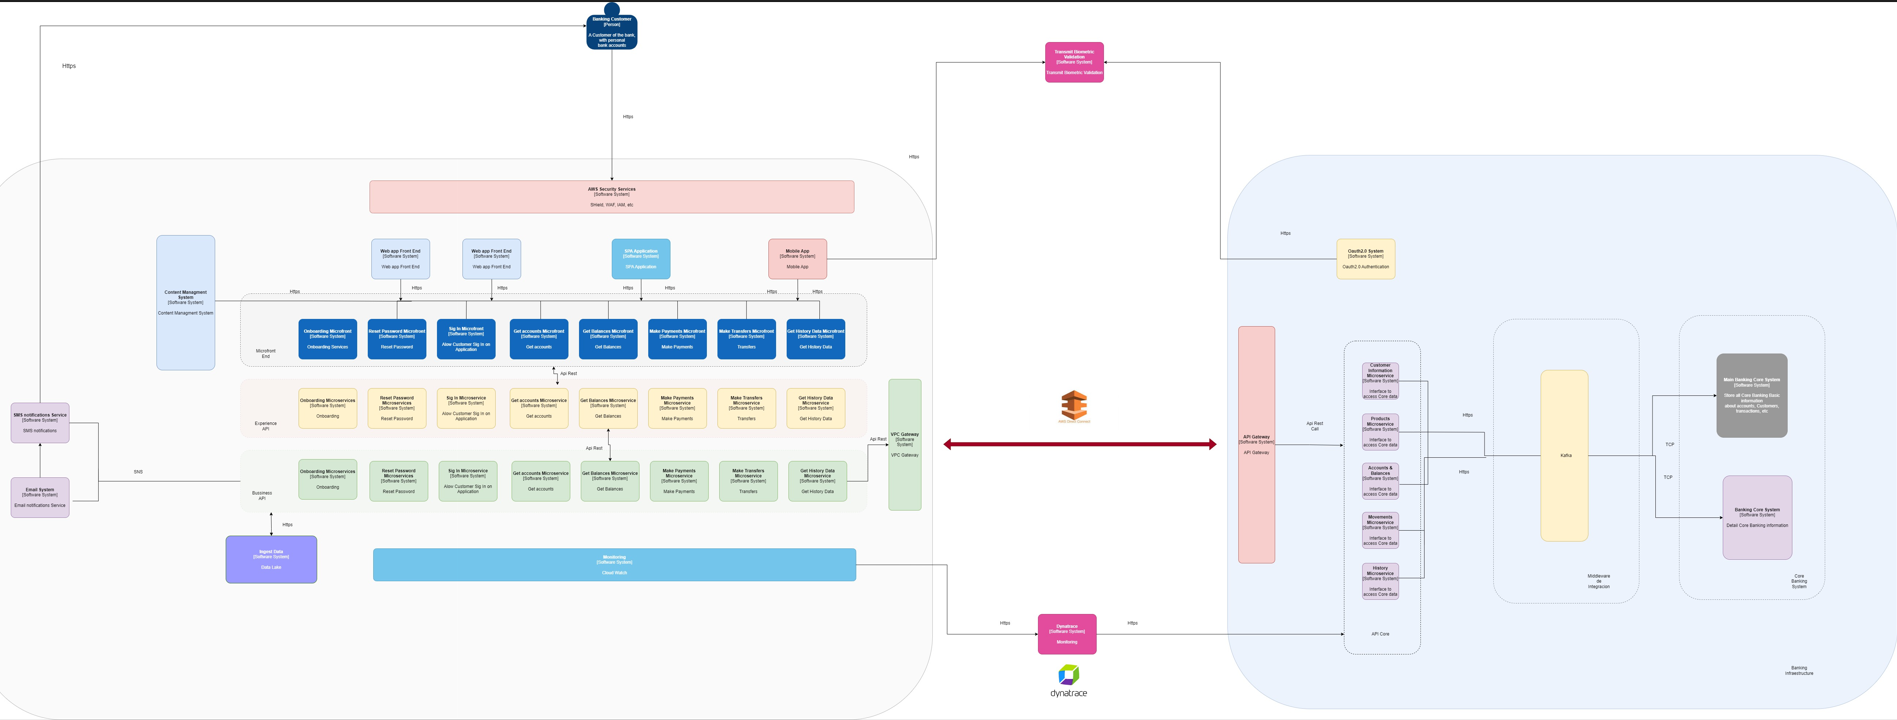 Banking Customer
[Person]
A Customer of the bank,
with personal
bank accounts
Https
Https
Transmit Biometric
Validation
[Software System]
Transmit Biometric Validation
Https
Https
AWS Security Services
[Software System]
Shield, WAF, IAM, etc
Content Managment
System
[Software System]
Content Managment System
Web app Front End
[Software System]
Web app Front End
Web app Front End
[Software System]
Web app Front End
SPA Application
[Software System]
SPA Application
Mobile App
[Software System]
Mobile App
Https
Https
Https
Https
Https
Https
Https
Microfront
End
Onboarding Microfront
[Software System]
Onboarding Services
Reset Password Microfront
[Software System]
Reset Password
Sig In Microfront
[Software System]
Alow Customer Sig In on
Application
Get accounts Microfront
[Software System]
Get accounts
Get Balances Microfront
[Software System]
Get Balances
Make Payments Microfront
[Software System]
Make Payments
Make Transfers Microfront
[Software System]
Transfers
Get History Data Microfront
[Software System]
Get History Data
Api Rest
Experience
API
Onboarding Microservices
[Software System]
Onboarding
Reset Password
Microservices
[Software System]
Reset Password
Sig In Microservice
[Software System]
Alow Customer Sig In on
Application
Get accounts Microservice
[Software System]
Get accounts
Get Balances Microservice
[Software System]
Get Balances
Make Payments
Microservice
[Software System]
Make Payments
Make Transfers
Microservice
[Software System]
Transfers
Get History Data
Microservice
[Software System]
Get History Data
Api Rest
Bussiness
API
Onboarding Microservices
[Software System]
Onboarding
Reset Password
Microservices
[Software System]
Reset Password
Sig In Microservice
[Software System]
Alow Customer Sig In on
Application
Get accounts Microservice
[Software System]
Get accounts
Get Balances Microservice
[Software System]
Get Balances
Make Payments
Microservice
[Software System]
Make Payments
Make Transfers
Microservice
[Software System]
Transfers
Get History Data
Microservice
[Software System]
Get History Data
Api Rest
VPC Gateway
[Software
System]
VPC Gateway
SMS notifications Service
[Software System]
SMS notifications
Email System
[Software System]
Email notifications Service
SNS
Https
Ingest Data
[Software System]
Data Lake
Monitoring
[Software System]
Cloud Watch
Https
Dynatrace
[Software System]
Monitoring
Https
dynatrace
Oauth2.0 System
[Software System]
Oauth2.0 Authentication
API Gateway
[Software System]
API Gateway
Api Rest
Call
Customer
Information
Microservice
[Software System]
Interface to
access Core data
Products
Microservice
[Software System]
Interface to
access Core data
Accounts &
Balances
[Software System]
Interface to
access Core data
Movements
Microservice
[Software System]
Interface to
access Core data
History
Microservice
[Software System]
Interface to
access Core data
API Core
Https
Https
Kafka
Middleware
de
Integracion
TCP
TCP
Main Banking Core System
[Software System]
Store all Core Banking Basic
information
about accounts, Customers,
transactions, etc
Banking Core System
[Software System]
Detail Core Banking information
Core
Banking
System
Banking
Infraestructure